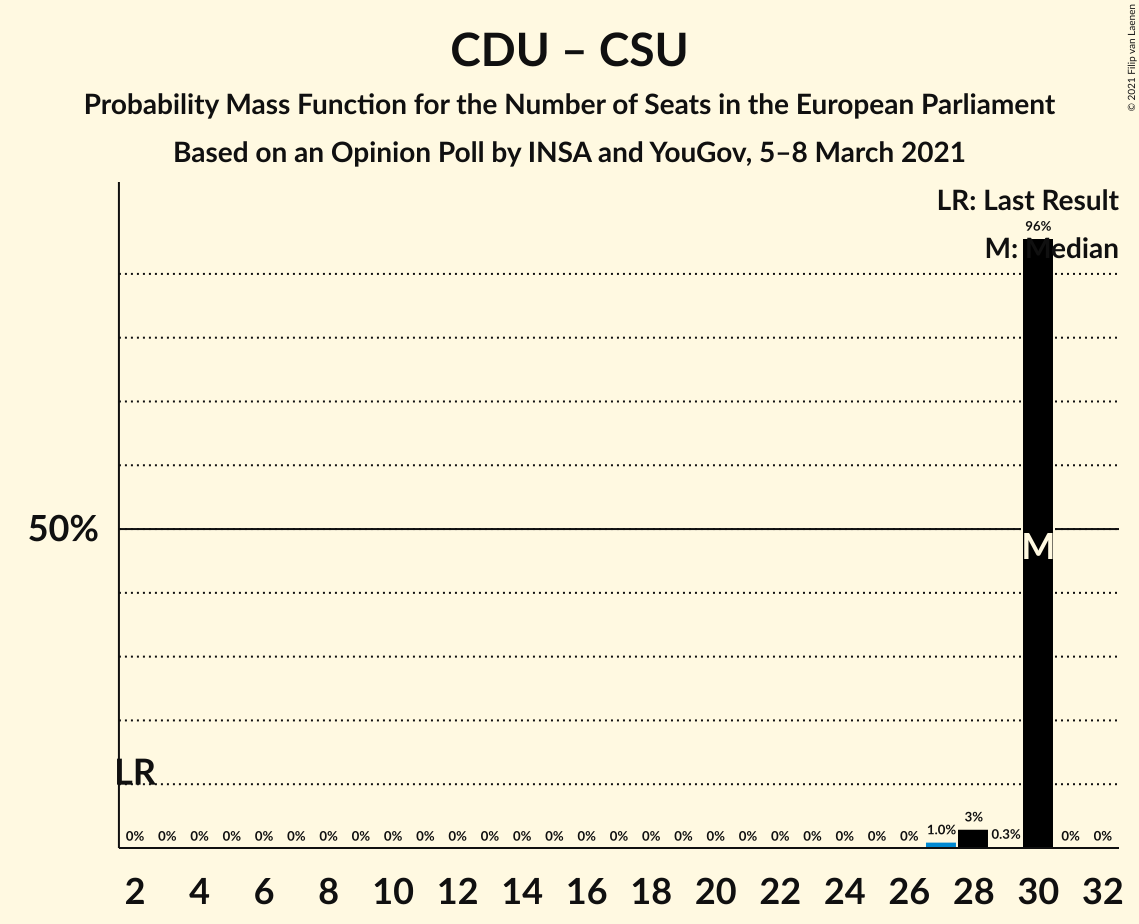 CDU – CSU
Probability Mass Function for the Number of Seats in the European Parliament
Based on an Opinion Poll by INSA and YouGov, 5–8 March 2021
© 2021 Filip van Laenen
LR: Last Result
96%
M: Median
50%
M
LR
0% 0% 0% 0% 0% 0% 0% 0% 0% 0% 0% 0% 0% 0% 0% 0% 0% 0% 0% 0% 0% 0% 0% 0% 0% 1.0% 3% 0.3% 0% 0%
2 4 6 8 10 12 14 16 18 20 22 24 26 28 30 32